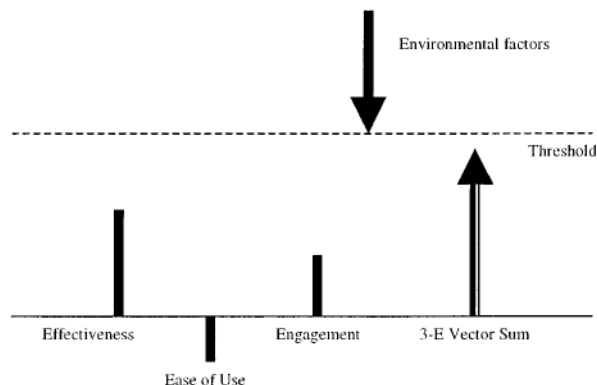 Environmental factors
Threshold
Effectiveness
Engagement
3-E Vector Sum
Ease of Use